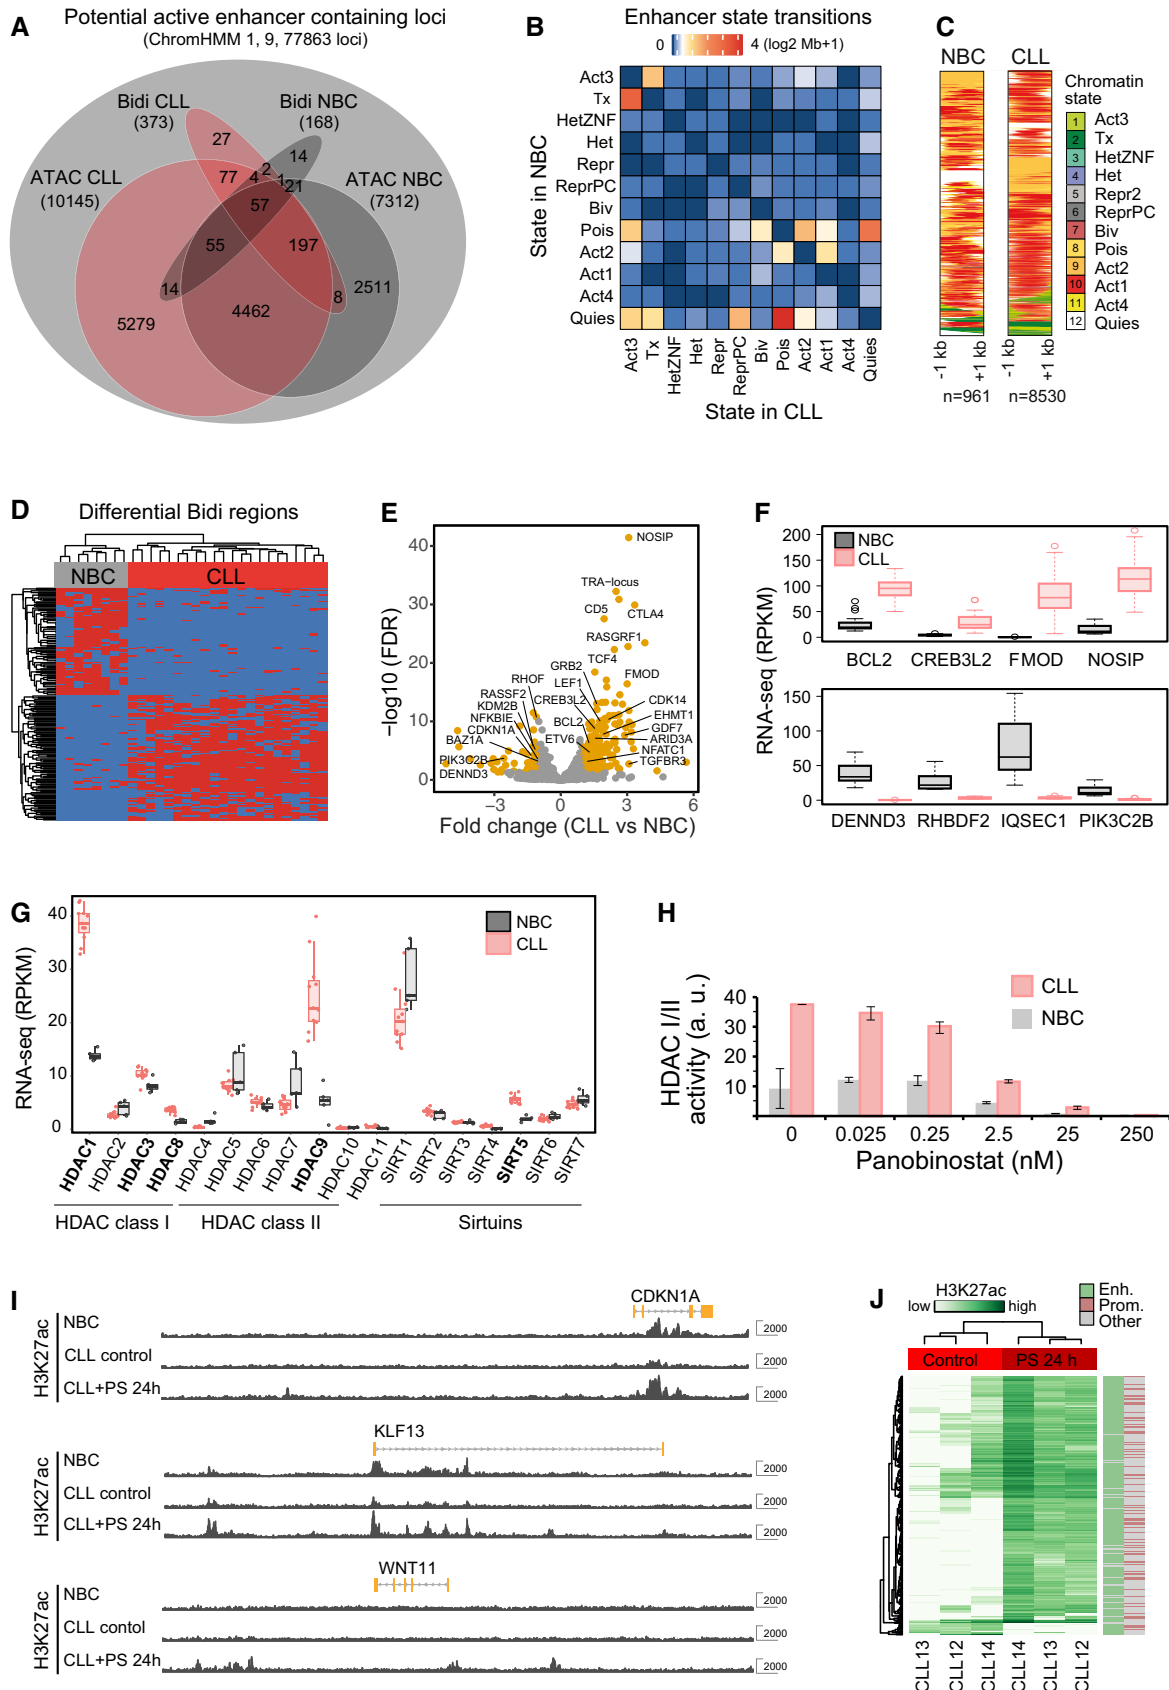 A
Potential active enhancer containing loci
(ChromHMM 1, 9, 77863 loci)
Bidi CLL
(373)
Bidi NBC
(168)
ATAC CLL
(10145)
ATAC NBC
(7312)
27
14
2
77
4
1
21
57
55
197
14
8
2511
4462
5279
B
Enhancer state transitions
0
4 (log2 Mb+1)
State in NBC
Act3
Tx
HetZNF
Het
Repr
ReprPC
Biv
Pois
Act2
Act1
Act4
Quies
Act3
Tx
HetZNF
Het
Repr
ReprPC
Biv
Pois
Act2
Act1
Act4
Quies
State in CLL
C
NBC
CLL
Chromatin
state
1 Act3
2 Tx
3 HetZNF
4 Het
5 Repr2
6 ReprPC
7 Biv
8 Pois
9 Act2
10 Act1
11 Act4
12 Quies
-1 kb
+1 kb
-1 kb
+1 kb
n=961
n=8530
D
Differential Bidi regions
NBC
CLL
E
−log10 (FDR)
40
30
20
10
0
NOSIP
TRA−locus
CD5
CTLA4
RASGRF1
TCF4
GRB2
FMOD
RHOF
LEF1
RASSF2
CREB3L2
CDK14
KDM2B
EHMT1
NFKBIE
BCL2
GDF7
CDKN1A
ARID3A
BAZ1A
ETV6
NFATC1
PIK3C2B
TGFBR3
DENND3
−3
0
3
6
Fold change (CLL vs NBC)
F
RNA−seq (RPKM)
200
150
100
50
0
NBC
CLL
BCL2
CREB3L2
FMOD
NOSIP
150
100
50
0
DENND3
RHBDF2
IQSEC1
PIK3C2B
G
RNA−seq (RPKM)
40
30
20
10
0
NBC
CLL
HDAC1
HDAC2
HDAC3
HDAC8
HDAC4
HDAC5
HDAC6
HDAC7
HDAC9
HDAC10
HDAC11
SIRT1
SIRT2
SIRT3
SIRT4
SIRT5
SIRT6
SIRT7
HDAC class I
HDAC class II
Sirtuins
H
HDAC I/II
activity (a. u.)
40
30
20
10
CLL
NBC
0
0.025
0.25
2.5
25
250
Panobinostat (nM)
I
H3K27ac
CDKN1A
NBC
2000
CLL control
2000
CLL+PS 24h
2000
H3K27ac
KLF13
NBC
2000
CLL control
2000
CLL+PS 24h
2000
H3K27ac
WNT11
NBC
2000
CLL contol
2000
CLL+PS 24h
2000
J
H3K27ac
low
high
Enh.
Prom.
Other
Control
PS 24 h
CLL13
CLL12
CLL14
CLL14
CLL13
CLL12